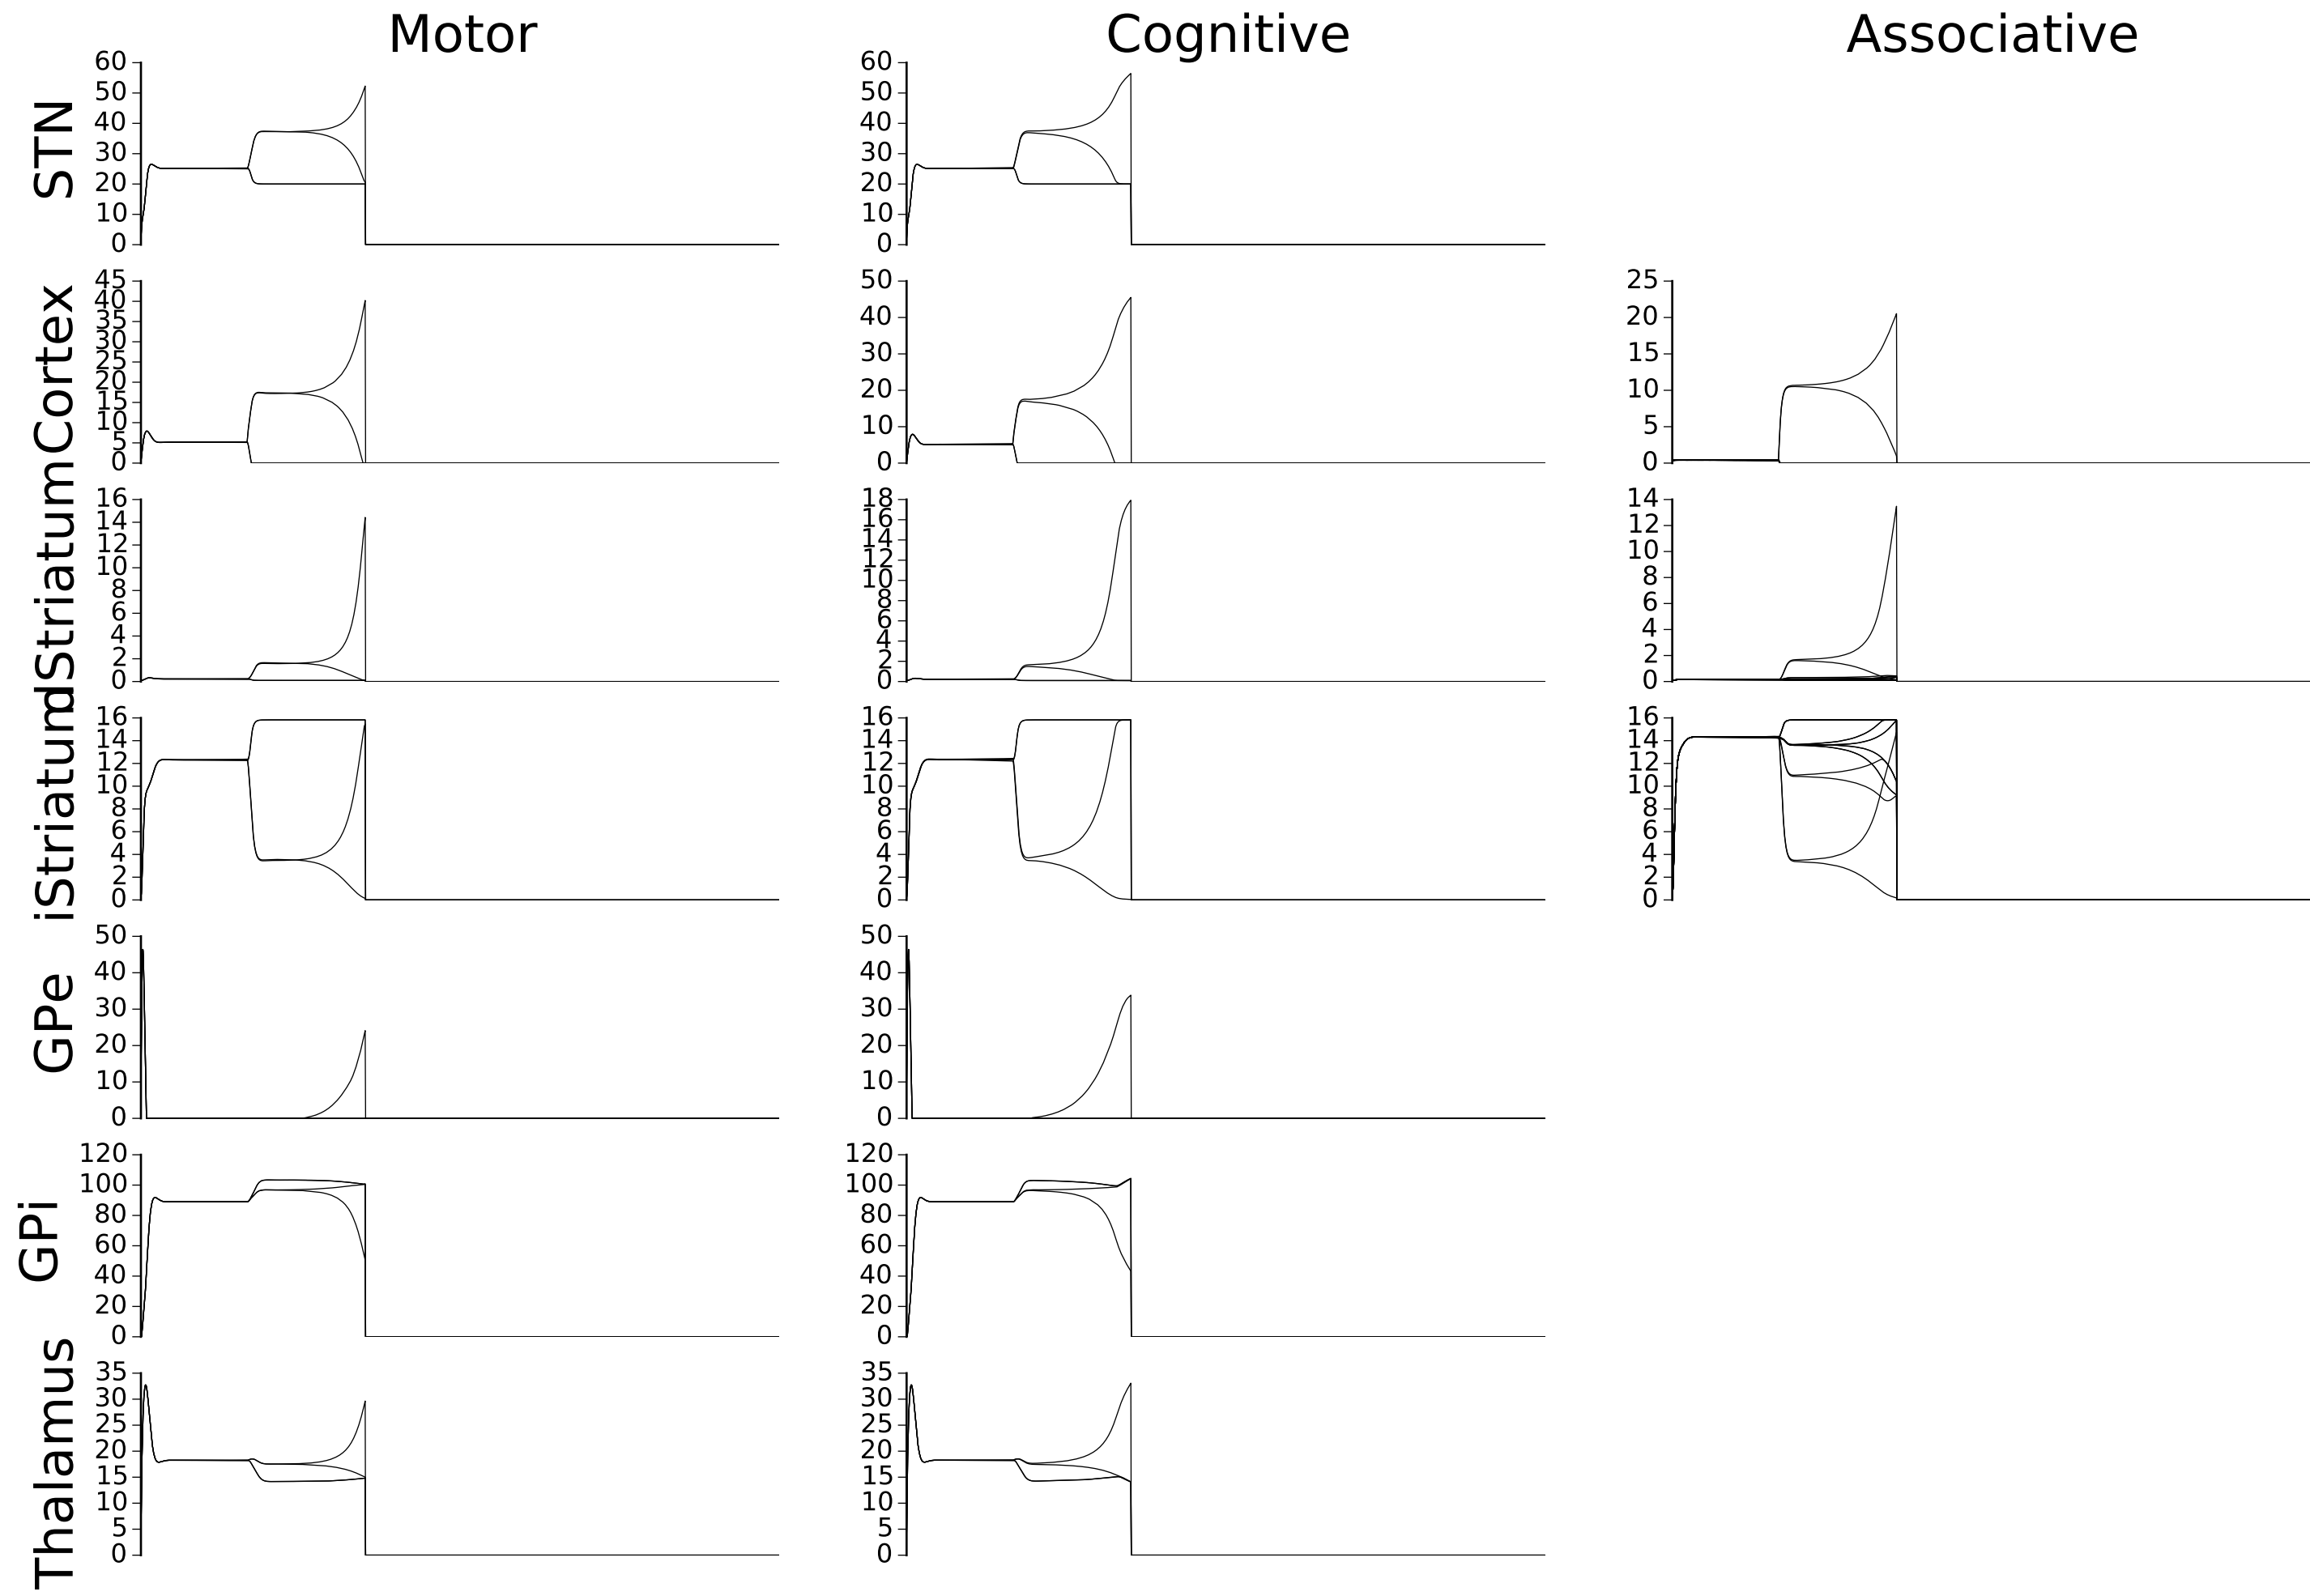 Motor Cognitive Associative
STN
60 50 40 30 20 10 0
60 50 40 30 20 10 0
Cortex
45 40 35 30 25 20 15 10 5 0
50 40 30 20 10 0
25 20 15 10 5 0
dStriatum
16 14 12 10 8 6 4 2 0
18 16 14 12 10 8 6 4 2 0
14 12 10 8 6 4 2 0
iStriatum
16 14 12 10 8 6 4 2 0
16 14 12 10 8 6 4 2 0
16 14 12 10 8 6 4 2 0
GPe
50 40 30 20 10 0
50 40 30 20 10 0
GPi
120 100 80 60 40 20 0
120 100 80 60 40 20 0
Thalamus
35 30 25 20 15 10 5 0
35 30 25 20 15 10 5 0